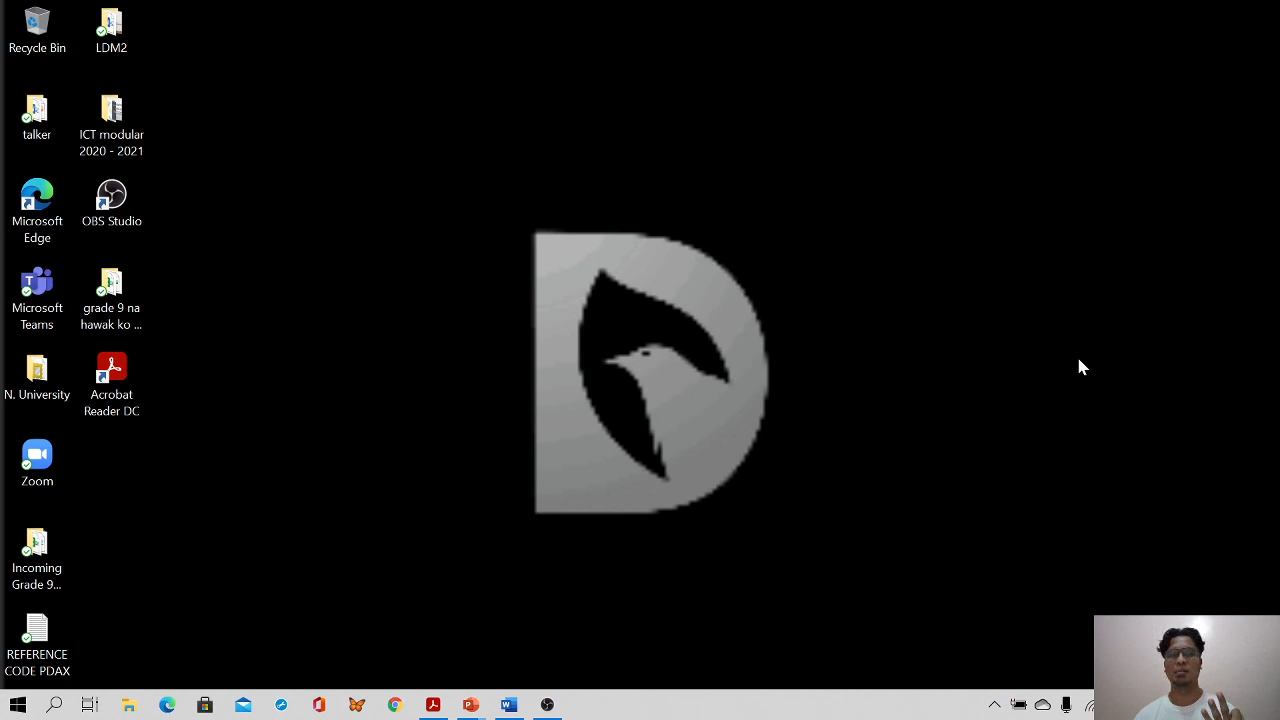 Recycle Bin
LDM2
talker
ICT modular
2020 - 2021
Microsoft
Edge
OBS Studio
Microsoft
Teams
grade 9 na
hawak ko ...
N. University
Acrobat
Reader DC
Zoom
Incoming
Grade 9...
REFERENCE
CODE PDAX